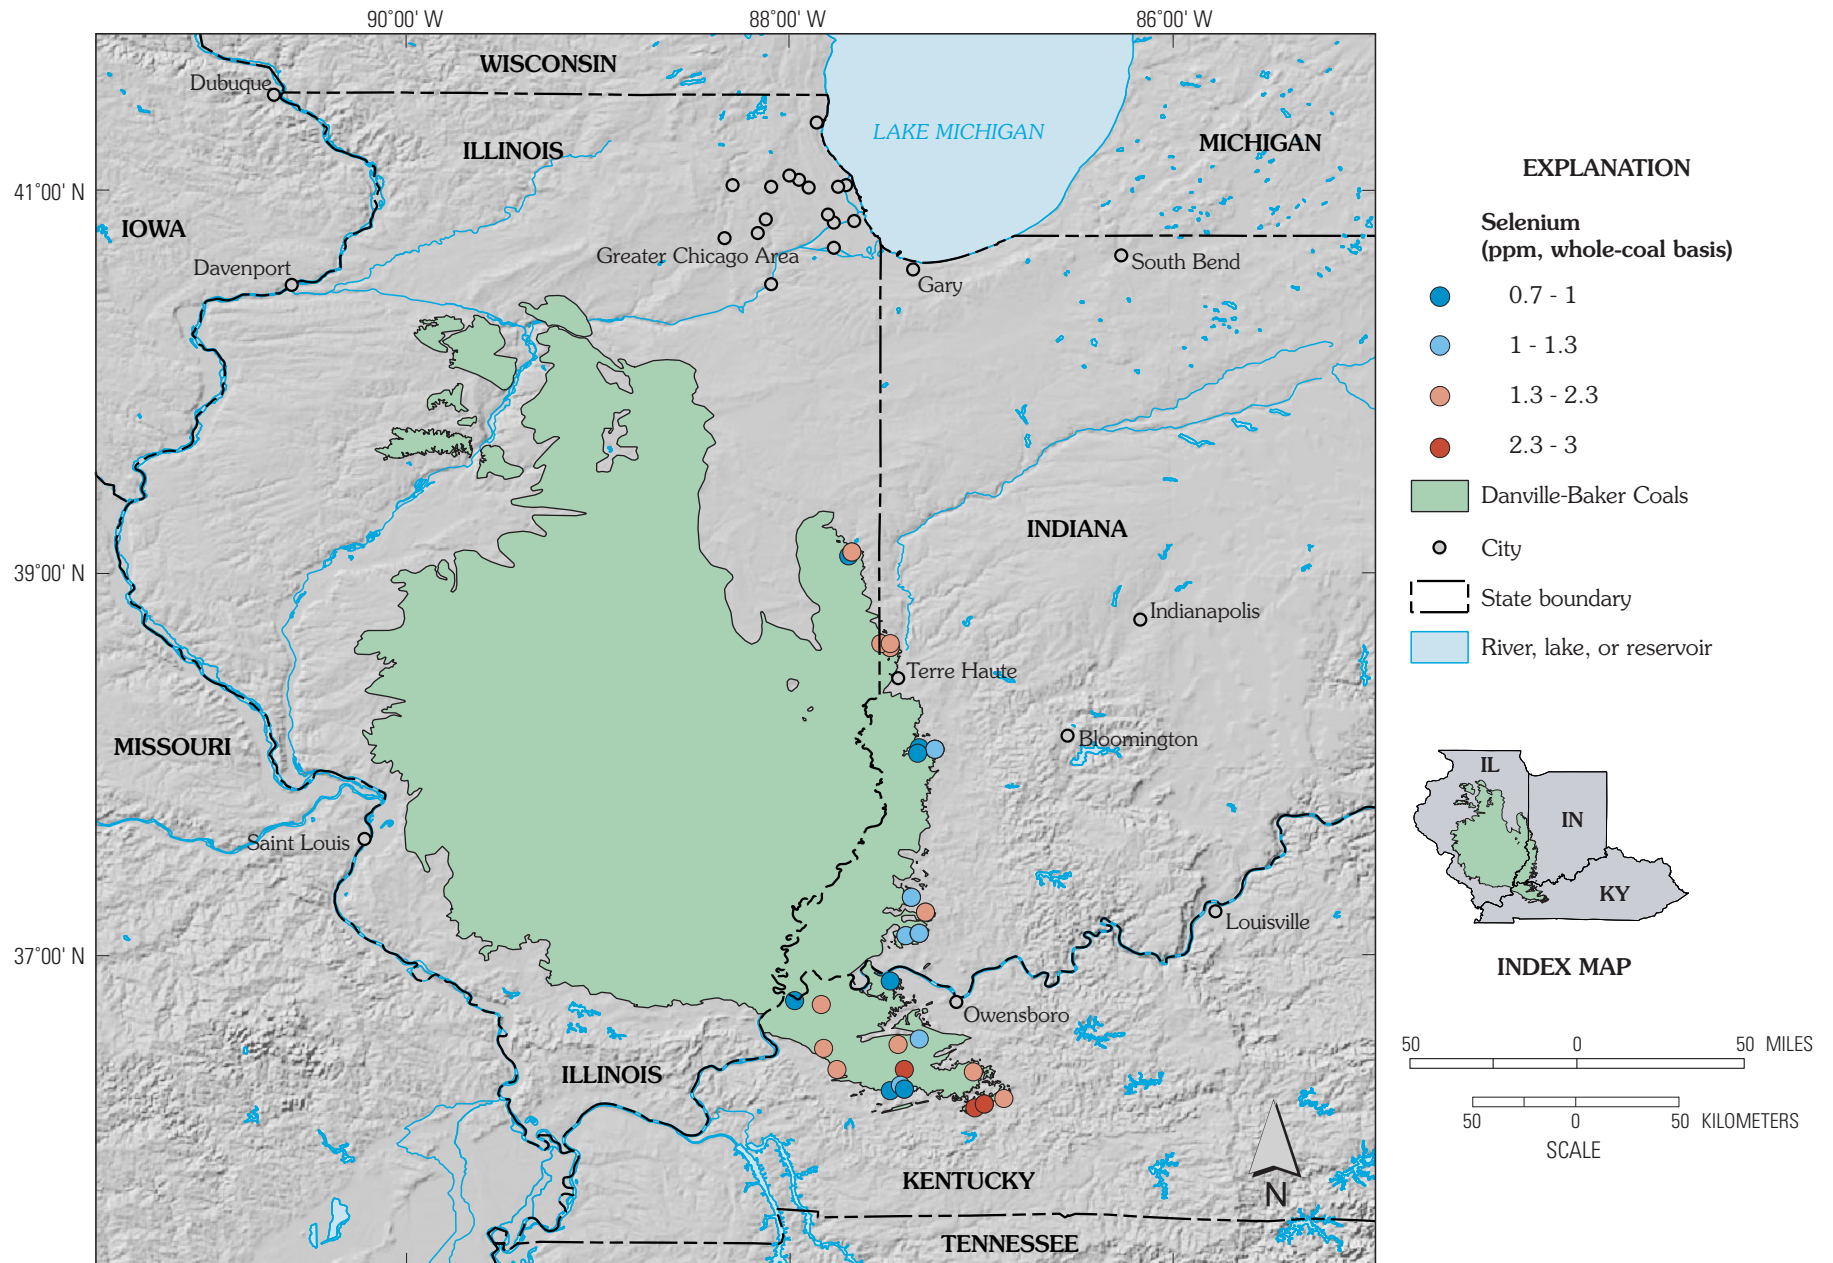 90°00' W
88°00' W
86°00' W
41°00' N
39°00' N
37°00' N
WISCONSIN
Dubuque
LAKE MICHIGAN
MICHIGAN
ILLINOIS
IOWA
Greater Chicago Area
Davenport
South Bend
Gary
INDIANA
Indianapolis
Terre Haute
Bloomington
MISSOURI
Saint Louis
Louisville
Owensboro
ILLINOIS
KENTUCKY
TENNESSEE
N
EXPLANATION
Selenium
(ppm, whole-coal basis)
0.7 - 1
1 - 1.3
1.3 - 2.3
2.3 - 3
Danville-Baker Coals
City
State boundary
River, lake, or reservoir
IL
IN
KY
INDEX MAP
50 0 50 MILES
50 0 50 KILOMETERS
SCALE